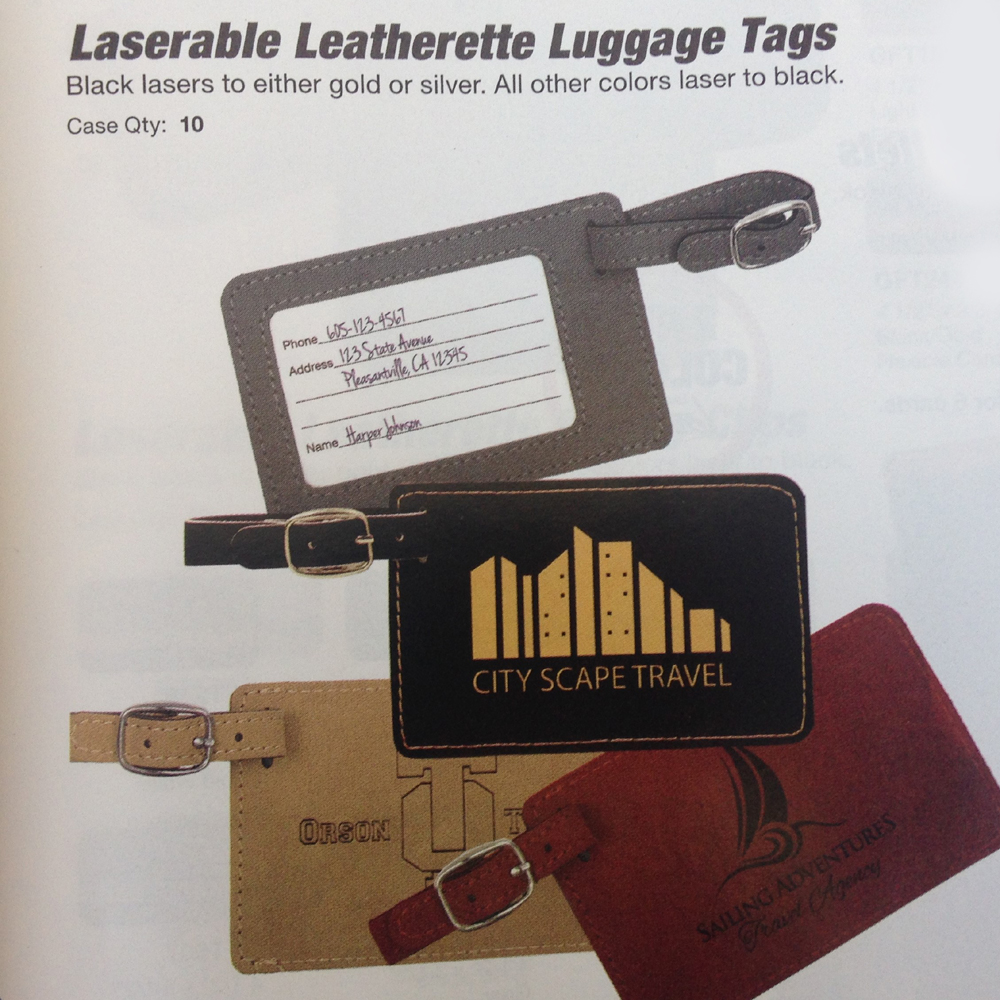 Laserable Leatherette Luggage Tags
Black lasers to either gold or silver. All other colors laser to black.
Case Qty: 10
Phone 605-123-4567
Address 123 State Avenue
Pleasantville, CA 12345
Name Harper Johnson
CITY SCAPE TRAVEL
ORSON
SAILING ADVENTURES
Travel Agency